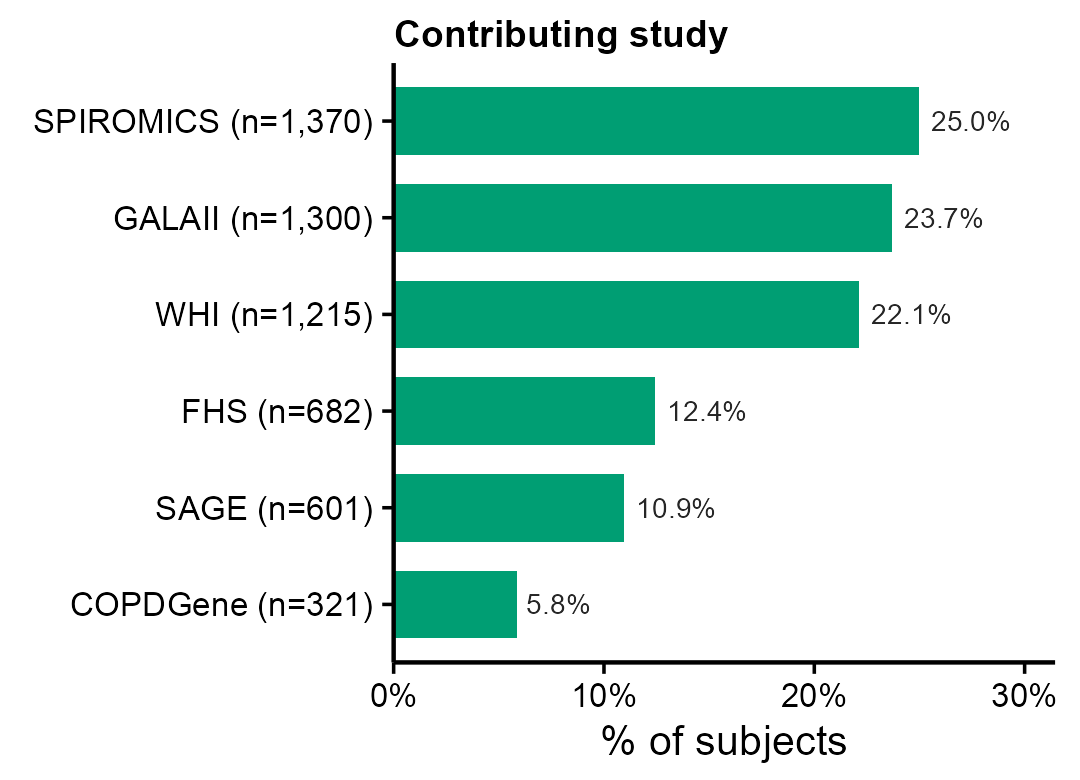 Contributing study
SPIROMICS (n=1,370)
25.0%
GALAII (n=1,300)
23.7%
WHI (n=1,215)
22.1%
FHS (n=682)
12.4%
SAGE (n=601)
10.9%
COPDGene (n=321)
5.8%
0% 10% 20% 30%
% of subjects